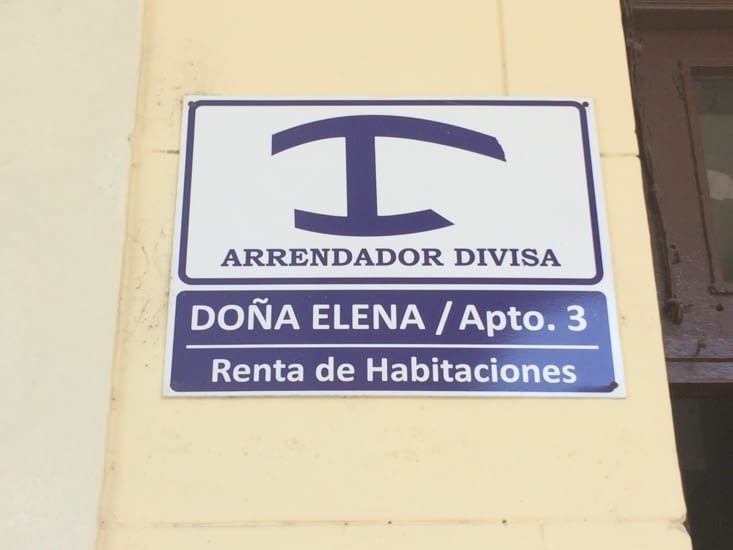 ARRENDADOR DIVISA
DOÑA ELENA / Apto. 3
Renta de Habitaciones